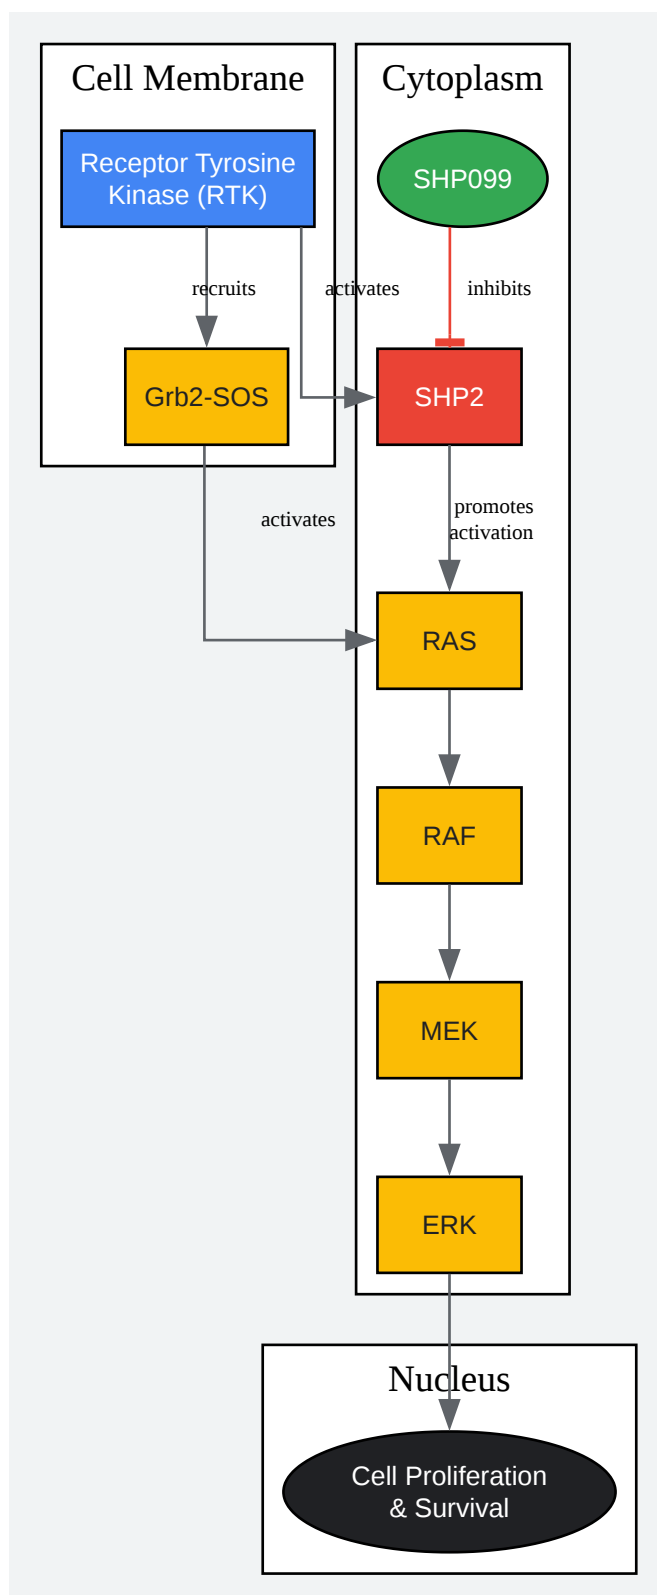 Cell Membrane
Cytoplasm
Receptor Tyrosine
Kinase (RTK)
SHP099
recruits
activates
inhibits
Grb2-SOS
SHP2
activates
promotes
activation
RAS
RAF
MEK
ERK
Nucleus
Cell Proliferation
& Survival